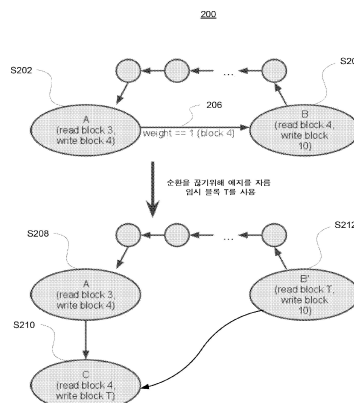 200
S202
S20
206
A
(read block 3,
write block 4)
B
(read block 4,
write block
10)
weight == 1 (block 4)
순환을 끊기위해 에지를 자름
임시 블록 T를 사용
S208
S212
A
(read block 3,
write block 4)
B'
(read block T,
write block
10)
S210
C
(read block 4,
write block T)